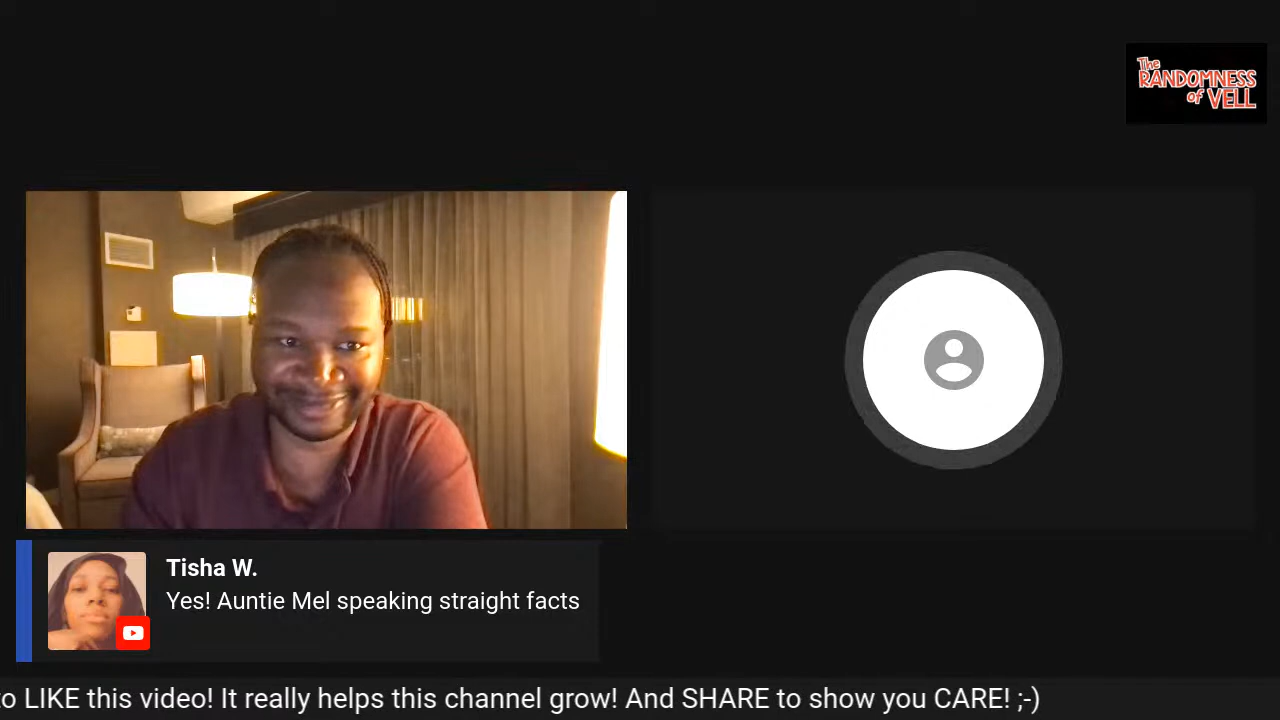 The
RANDOMNESS
of VELL
Tisha W.
Yes! Auntie Mel speaking straight facts
to LIKE this video! It really helps this channel grow! And SHARE to show you CARE! ;-)